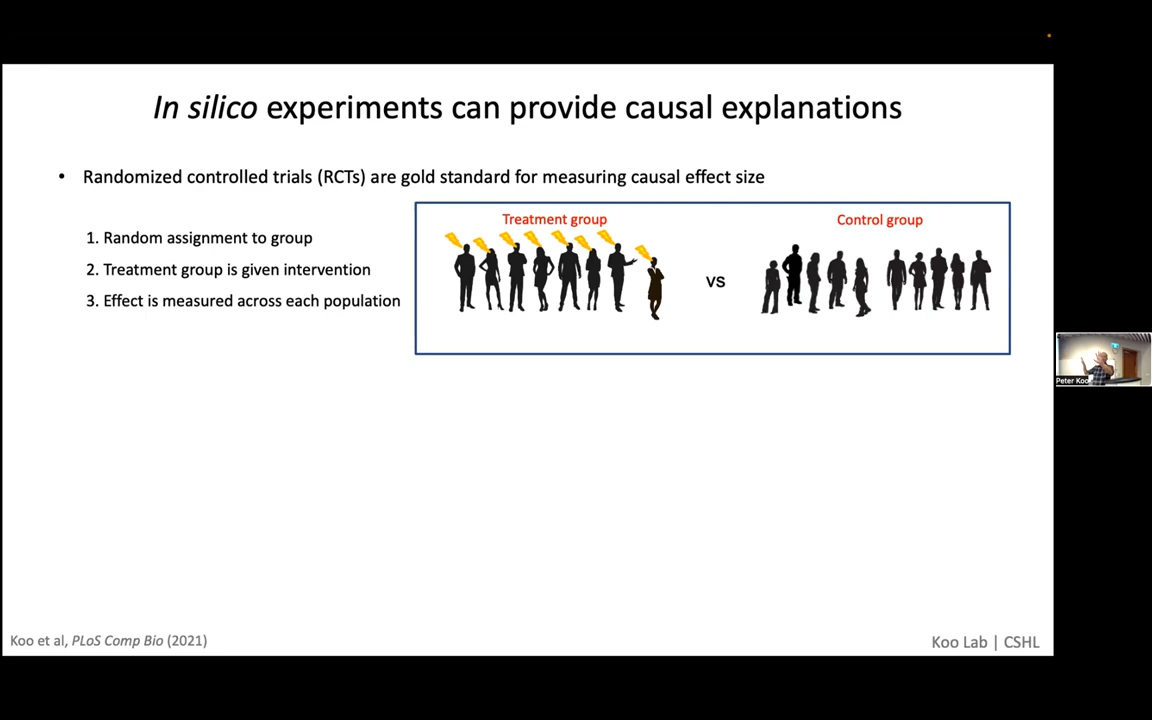 In silico experiments can provide causal explanations
• Randomized controlled trials (RCTs) are gold standard for measuring causal effect size
1. Random assignment to group
2. Treatment group is given intervention
3. Effect is measured across each population
Treatment group
Control group
vs
Peter Koo
Koo et al, PLoS Comp Bio (2021)
Koo Lab | CSHL